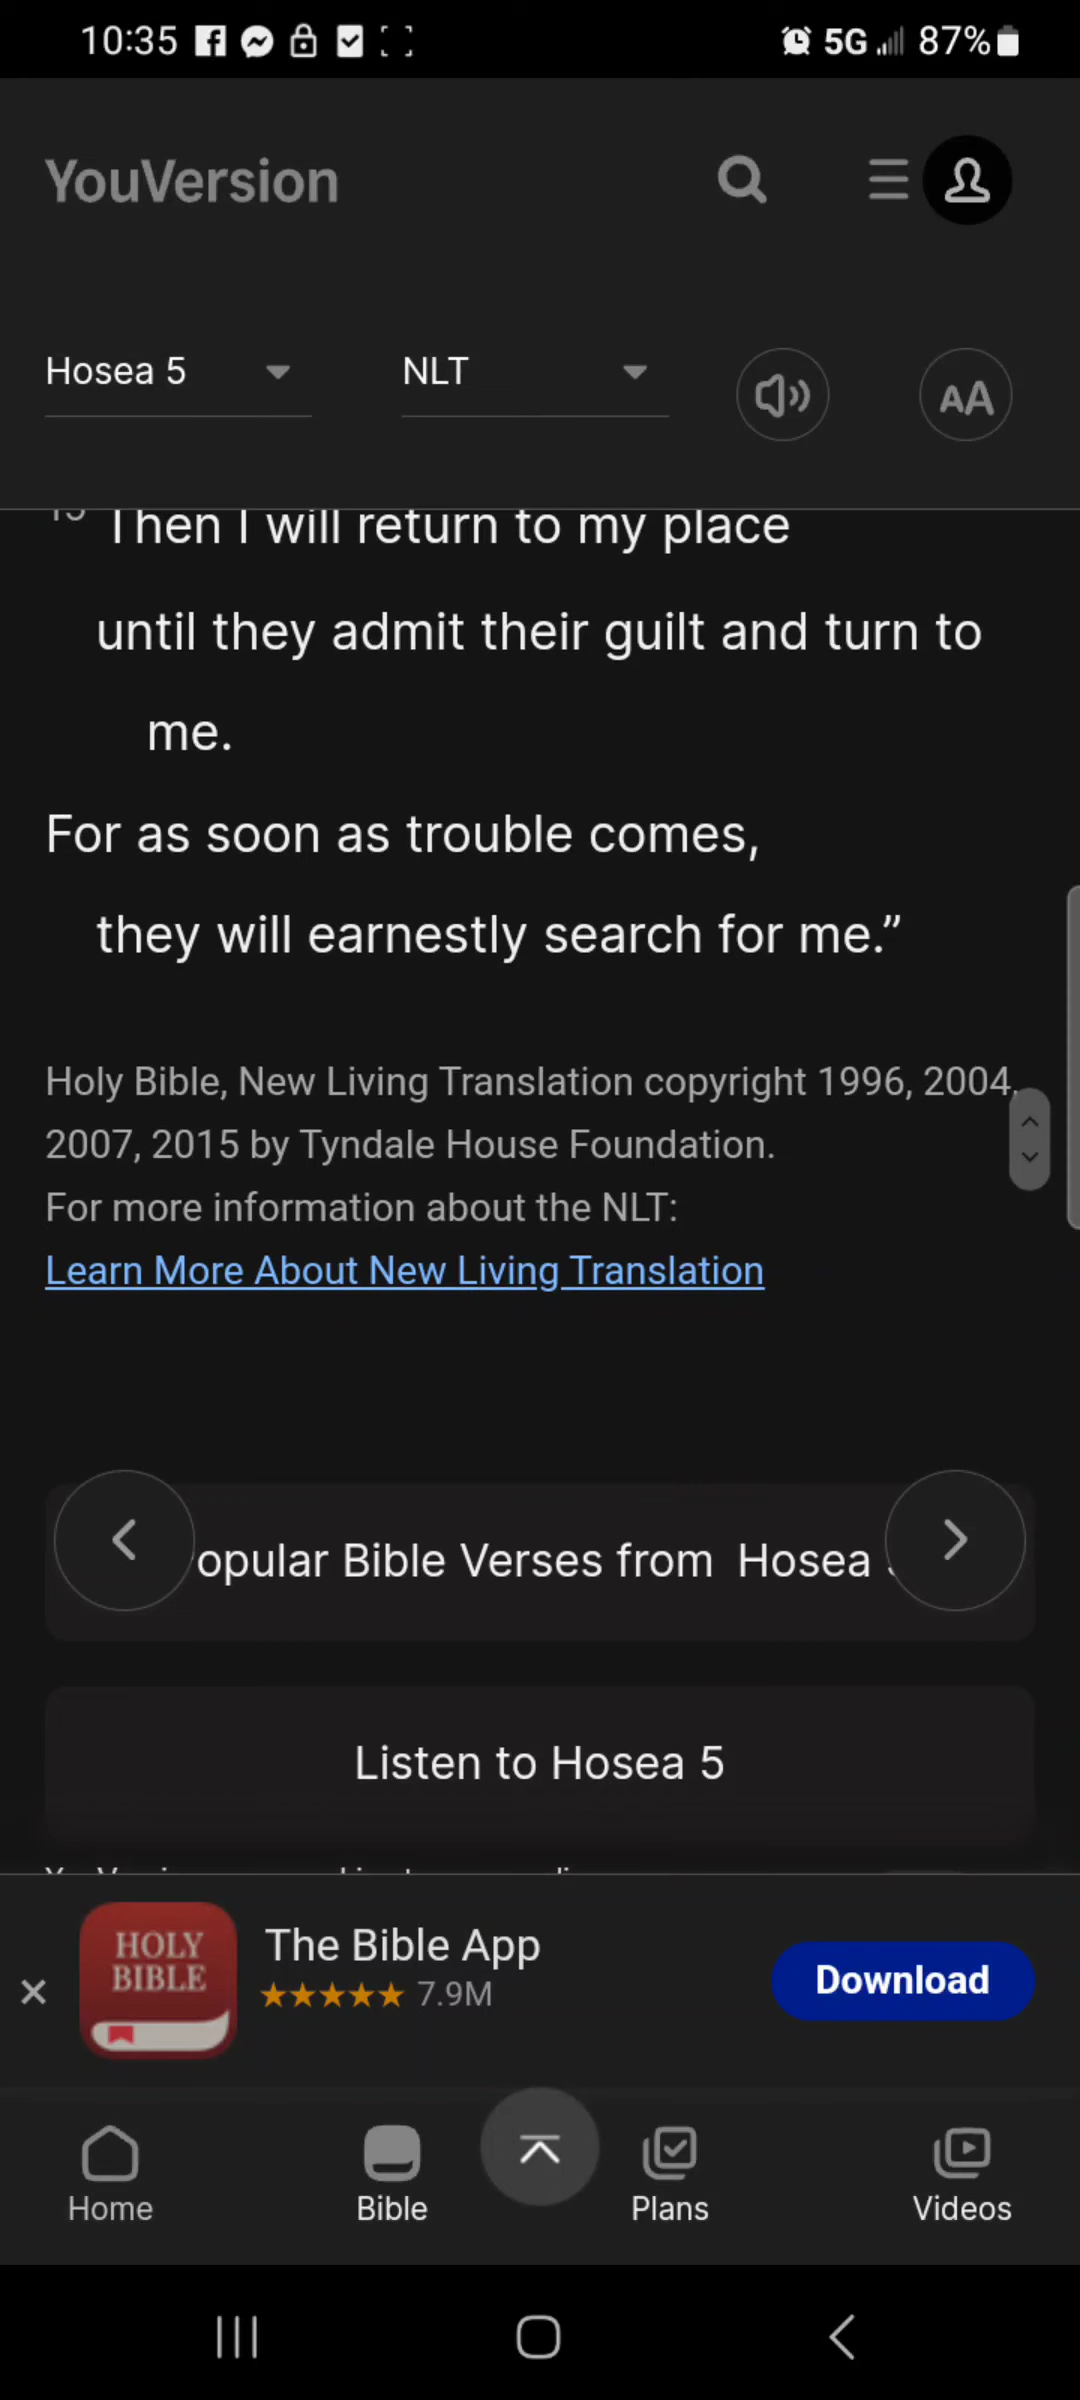 10:35 5G 87%
YouVersion
Hosea 5 NLT AA
Then I will return to my place
until they admit their guilt and turn to
me.
For as soon as trouble comes,
they will earnestly search for me.”
Holy Bible, New Living Translation copyright 1996, 2004,
2007, 2015 by Tyndale House Foundation.
For more information about the NLT:
Learn More About New Living Translation
opular Bible Verses from Hosea
Listen to Hosea 5
HOLY
BIBLE
The Bible App
7.9M
Download
Home Bible Plans Videos